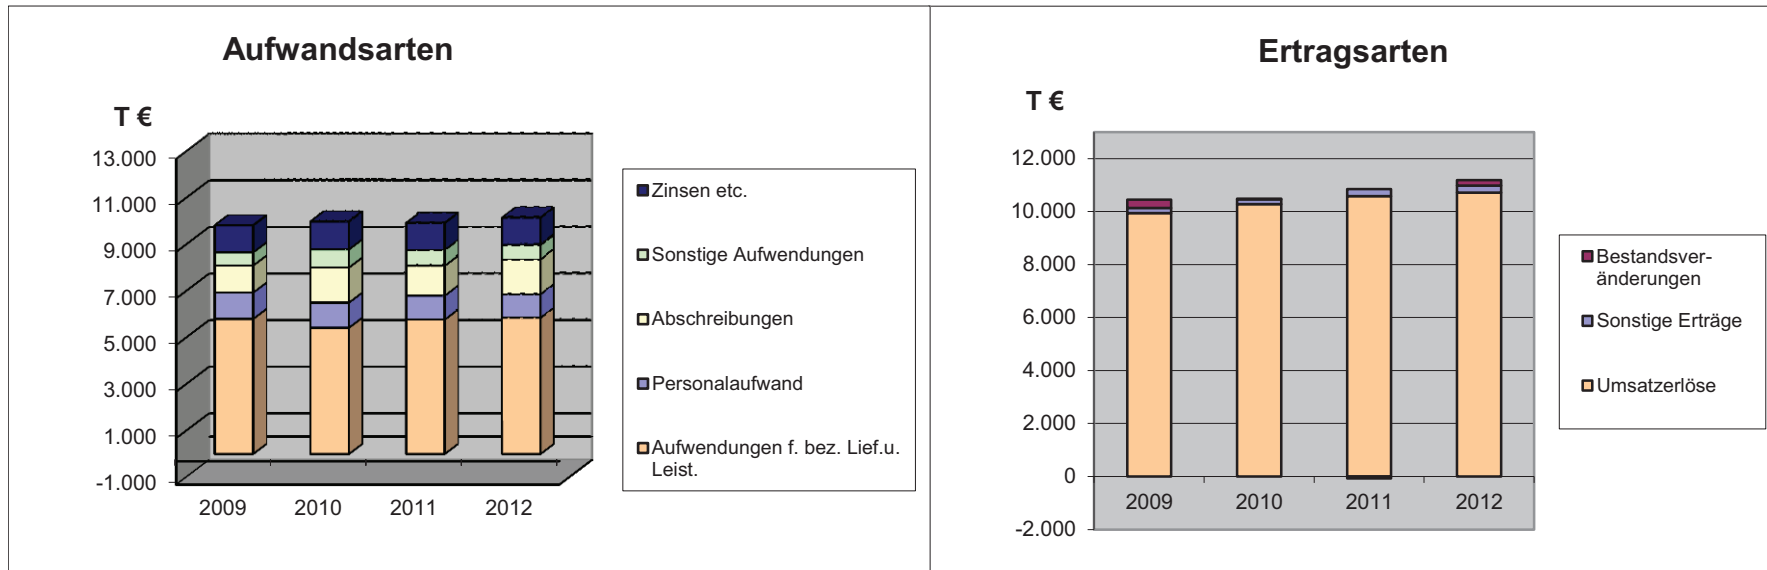 Aufwandsarten
T €
13.000
11.000
9.000
7.000
5.000
3.000
1.000
-1.000
2009 2010 2011 2012
Zinsen etc.
Sonstige Aufwendungen
Abschreibungen
Personalaufwand
Aufwendungen f. bez. Lief.u.
Leist.
Ertragsarten
T €
12.000
10.000
8.000
6.000
4.000
2.000
0
-2.000
2009 2010 2011 2012
Bestandsver-
änderungen
Sonstige Erträge
Umsatzerlöse